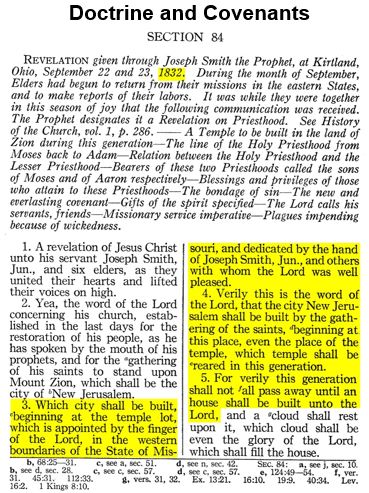 Doctrine and Covenants
SECTION 84
REVELATION given through Joseph Smith the Prophet, at Kirtland,
Ohio, September 22 and 23, 1832. During the month of September,
Elders had begun to return from their missions in the eastern States,
and to make reports of their labors. It was while they were together
in this season of joy that the following communication was received.
The Prophet designates it a Revelation on Priesthood. See History
of the Church, vol. 1, p. 286. —— A Temple to be built in the land of
Zion during this generation—The line of the Holy Priesthood from
Moses back to Adam—Relation between the Holy Priesthood and the
Lesser Priesthood—Bearers of these two Priesthoods called the sons
of Moses and of Aaron respectively—Blessings and privileges of those
who attain to these Priesthoods—The bondage of sin—The new and
everlasting covenant—Gifts of the spirit specified—The Lord calls his
servants, friends—Missionary service imperative—Plagues impending
because of wickedness.
1. A revelation of Jesus Christ
unto his servant Joseph Smith,
Jun., and six elders, as they
united their hearts and lifted
their voices on high.
2. Yea, the word of the Lord
concerning his church, estab-
lished in the last days for the
restoration of his people, as he
has spoken by the mouth of his
prophets, and for the ᵃgathering
of his saints to stand upon
Mount Zion, which shall be the
city of ᵇNew Jerusalem.
3. Which city shall be built,
ᶜbeginning at the temple lot,
which is appointed by the finger
of the Lord, in the western
boundaries of the State of Mis-
souri, and dedicated by the hand
of Joseph Smith, Jun., and others
with whom the Lord was well
pleased.
4. Verily this is the word of
the Lord, that the city New Jeru-
salem shall be built by the gath-
ering of the saints, ᵈbeginning at
this place, even the place of the
temple, which temple shall be
ᵉreared in this generation.
5. For verily this generation
shall not ᶠall pass away until an
house shall be built unto the
Lord, and a ᵍcloud shall rest
upon it, which cloud shall be
even the glory of the Lord,
which shall fill the house.
b, 68:25—31. c, see a, sec. 51. d, see n, sec. 42. SEC. 84: a, see j, sec. 10.
b, see d, sec. 28. c, see c, sec. 57. d, see c, sec. 57. e, 124:49—54. f, ver.
31. 45:31. 112:33. g, vers. 31, 32. Ex. 13:21. 16:10. 19:9. 40:34. Lev.
16:2. 1 Kings 8:10.